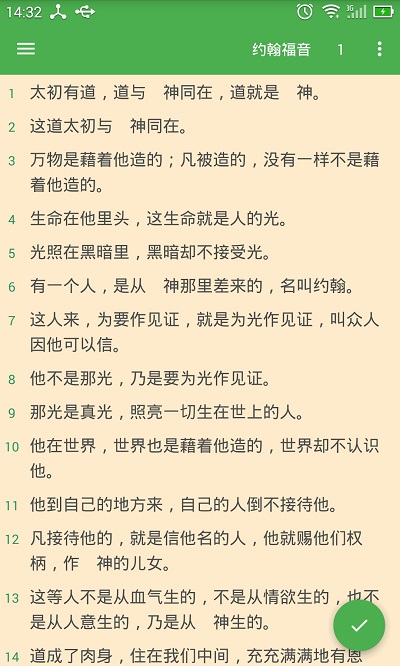 14:32
3G
约翰福音 1
1 太初有道，道与　神同在，道就是　神。
2 这道太初与　神同在。
3 万物是藉着他造的；凡被造的，没有一样不是藉
着他造的。
4 生命在他里头，这生命就是人的光。
5 光照在黑暗里，黑暗却不接受光。
6 有一个人，是从　神那里差来的，名叫约翰。
7 这人来，为要作见证，就是为光作见证，叫众人
因他可以信。
8 他不是那光，乃是要为光作见证。
9 那光是真光，照亮一切生在世上的人。
10 他在世界，世界也是藉着他造的，世界却不认识
他。
11 他到自己的地方来，自己的人倒不接待他。
12 凡接待他的，就是信他名的人，他就赐他们权
柄，作　神的儿女。
13 这等人不是从血气生的，不是从情欲生的，也不
是从人意生的，乃是从　神生的。
14 道成了肉身，住在我们中间，充充满满地有恩